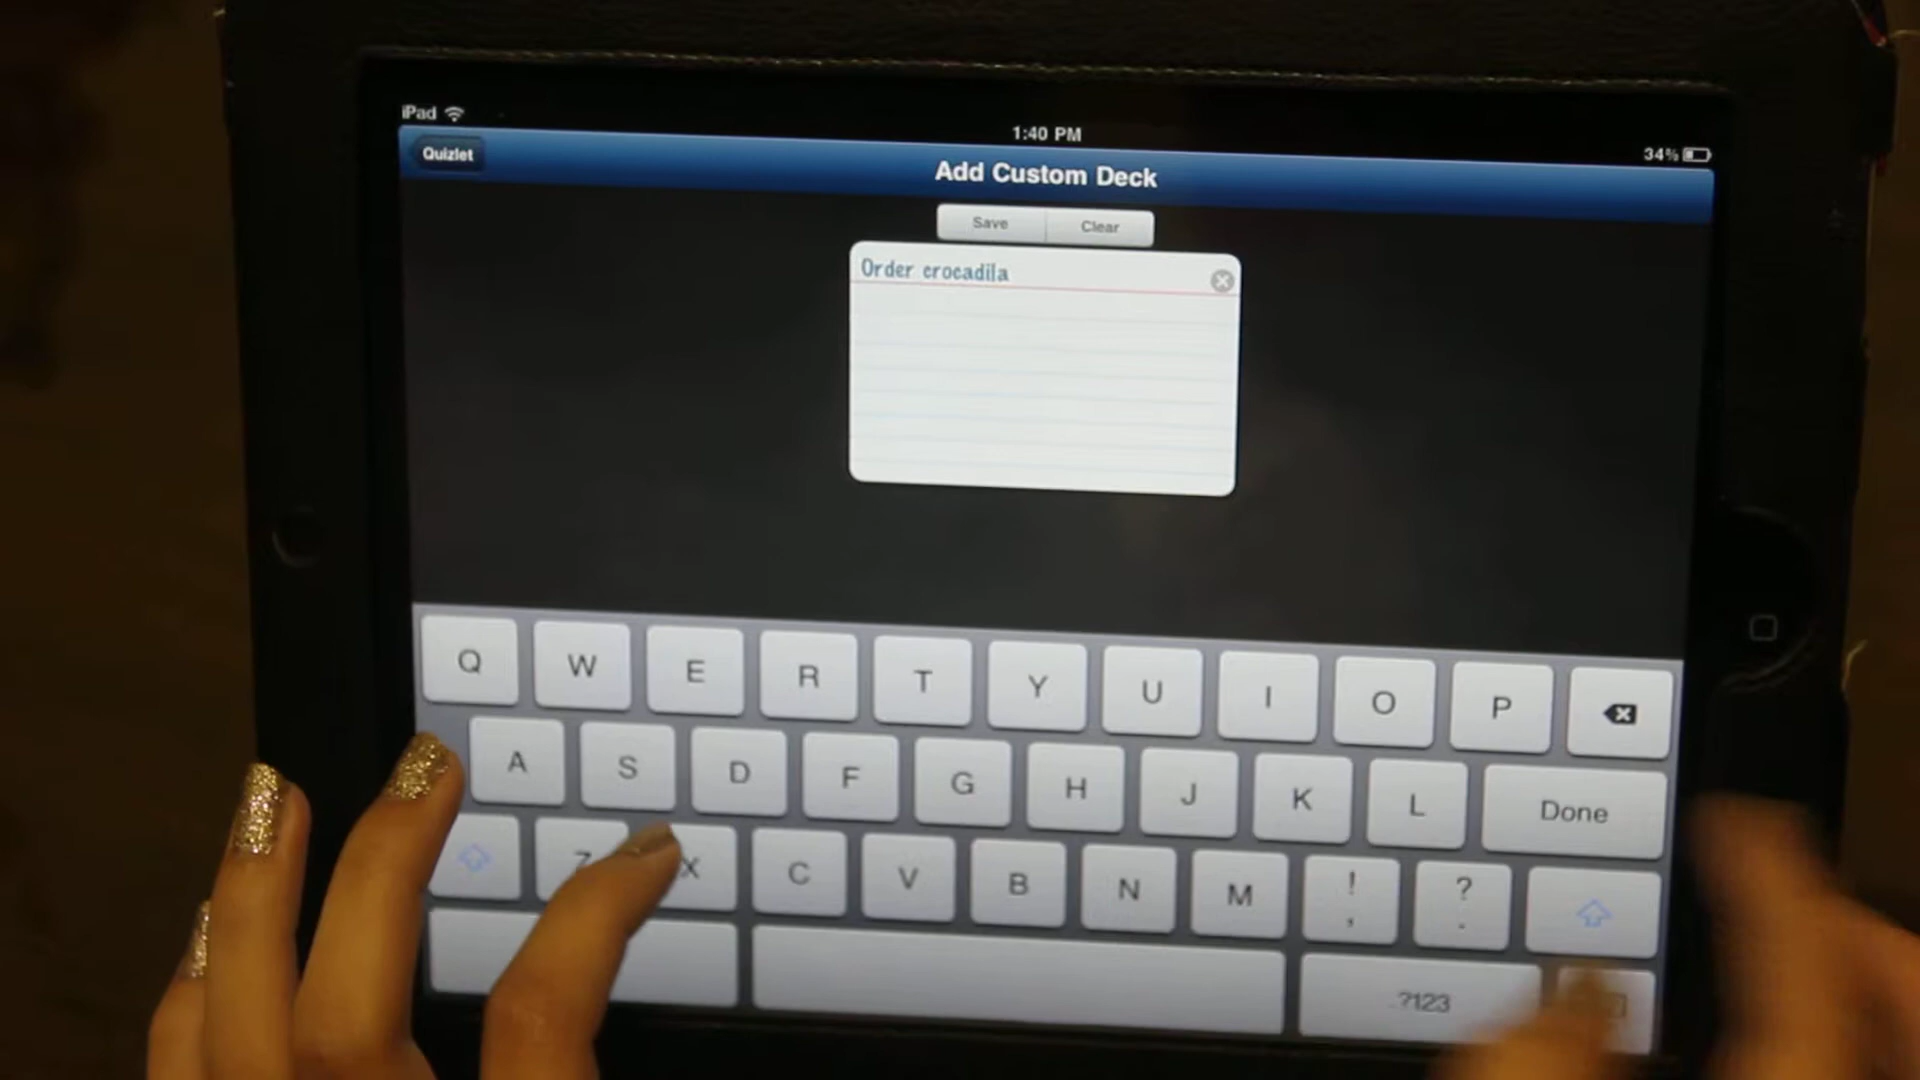 iPad
1:40 PM
34%
Quizlet
Add Custom Deck
Save Clear
Order crocadila
Q W E R T Y U I O P
A S D F G H J K L Done
Z X C V B N M ! , ? .
.?123